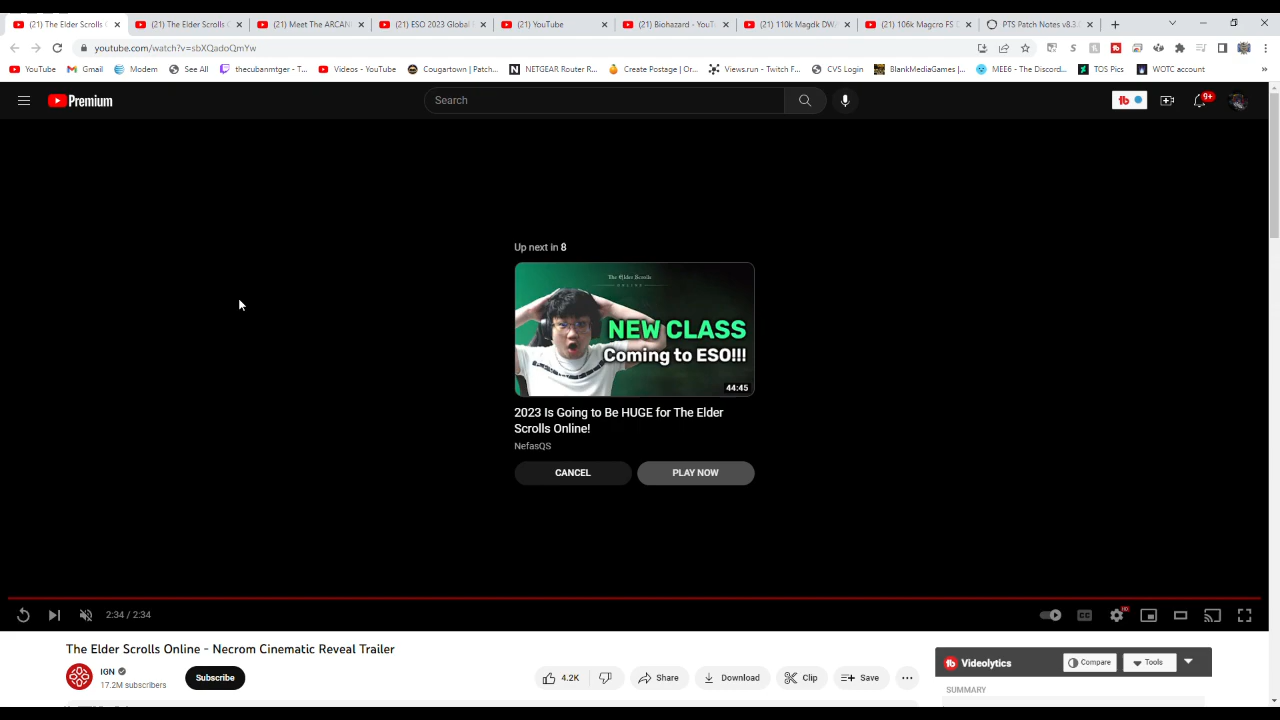 (21) The Elder Scrolls (21) The Elder Scrolls (21) Meet The ARCAN (21) ESO 2023 Global (21) YouTube (21) Biohazard - YouT (21) 110k Magdk DW (21) 106k Magcro FS PTS Patch Notes v8.3.
youtube.com/watch?v=sbXQadoQmYw
YouTube Gmail Modem See All thecubanmtger - T... Videos - YouTube Cougartown | Patch... NETGEAR Router R... Create Postage | Or... Views.run - Twitch F... CVS Login BlankMediaGames |... MEE6 - The Discord... TOS Pics WOTC account »
Premium Search 9+
Up next in 8
The Elder Scrolls
ONLINE
NEW CLASS
Coming to ESO!!!
44:45
2023 Is Going to Be HUGE for The Elder
Scrolls Online!
NefasQS
CANCEL PLAY NOW
2:34 / 2:34 CC HD
The Elder Scrolls Online - Necrom Cinematic Reveal Trailer
IGN
17.2M subscribers
Subscribe 4.2K Share Download Clip Save
tb Videolytics Compare Tools
SUMMARY